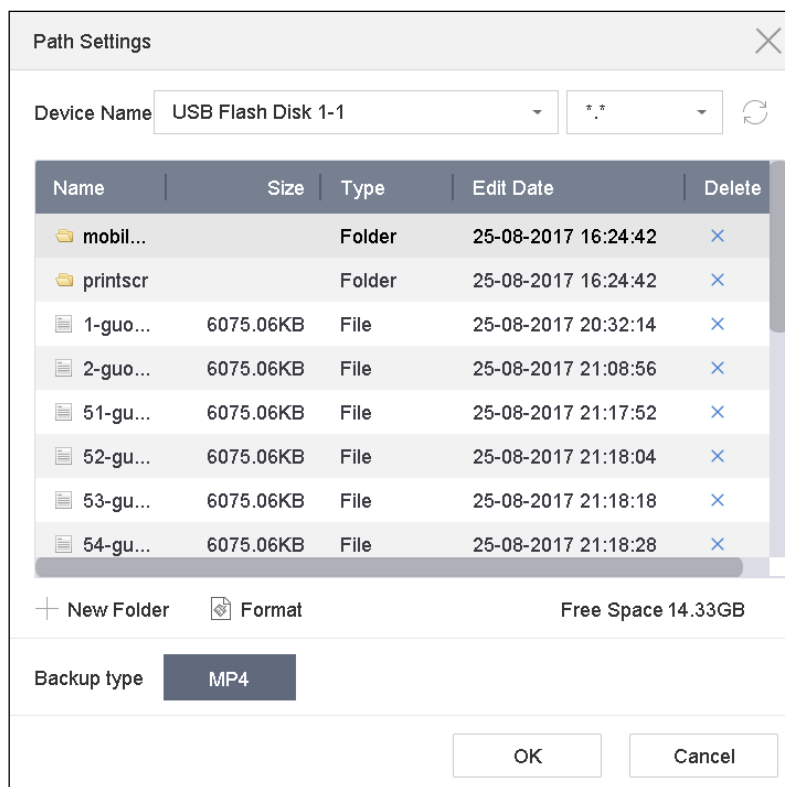 Path Settings
Device Name USB Flash Disk 1-1 *.*
Name Size Type Edit Date Delete
mobil... Folder 25-08-2017 16:24:42
printscr Folder 25-08-2017 16:24:42
1-guo... 6075.06KB File 25-08-2017 20:32:14
2-guo... 6075.06KB File 25-08-2017 21:08:56
51-gu... 6075.06KB File 25-08-2017 21:17:52
52-gu... 6075.06KB File 25-08-2017 21:18:04
53-gu... 6075.06KB File 25-08-2017 21:18:18
54-gu... 6075.06KB File 25-08-2017 21:18:28
New Folder Format Free Space 14.33GB
Backup type MP4
OK Cancel